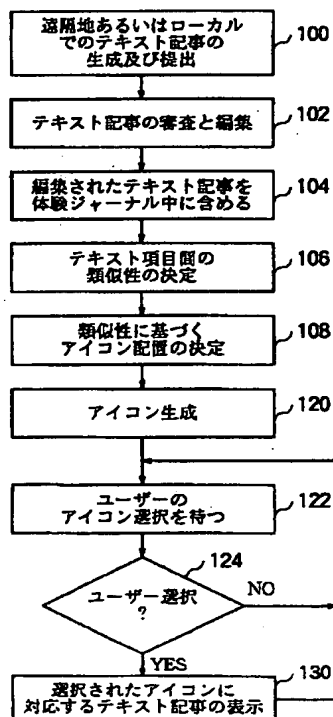 遠隔地あるいはローカル
でのテキスト記事の
生成及び提出
100
テキスト記事の審査と編集
102
編集されたテキスト記事を
体験ジャーナル中に含める
104
テキスト項目間の
類似性の決定
106
類似性に基づく
アイコン配置の決定
108
アイコン生成
120
ユーザーの
アイコン選択を待つ
122
124
ユーザー選択
?
NO
YES
130
選択されたアイコンに
対応するテキスト記事の表示